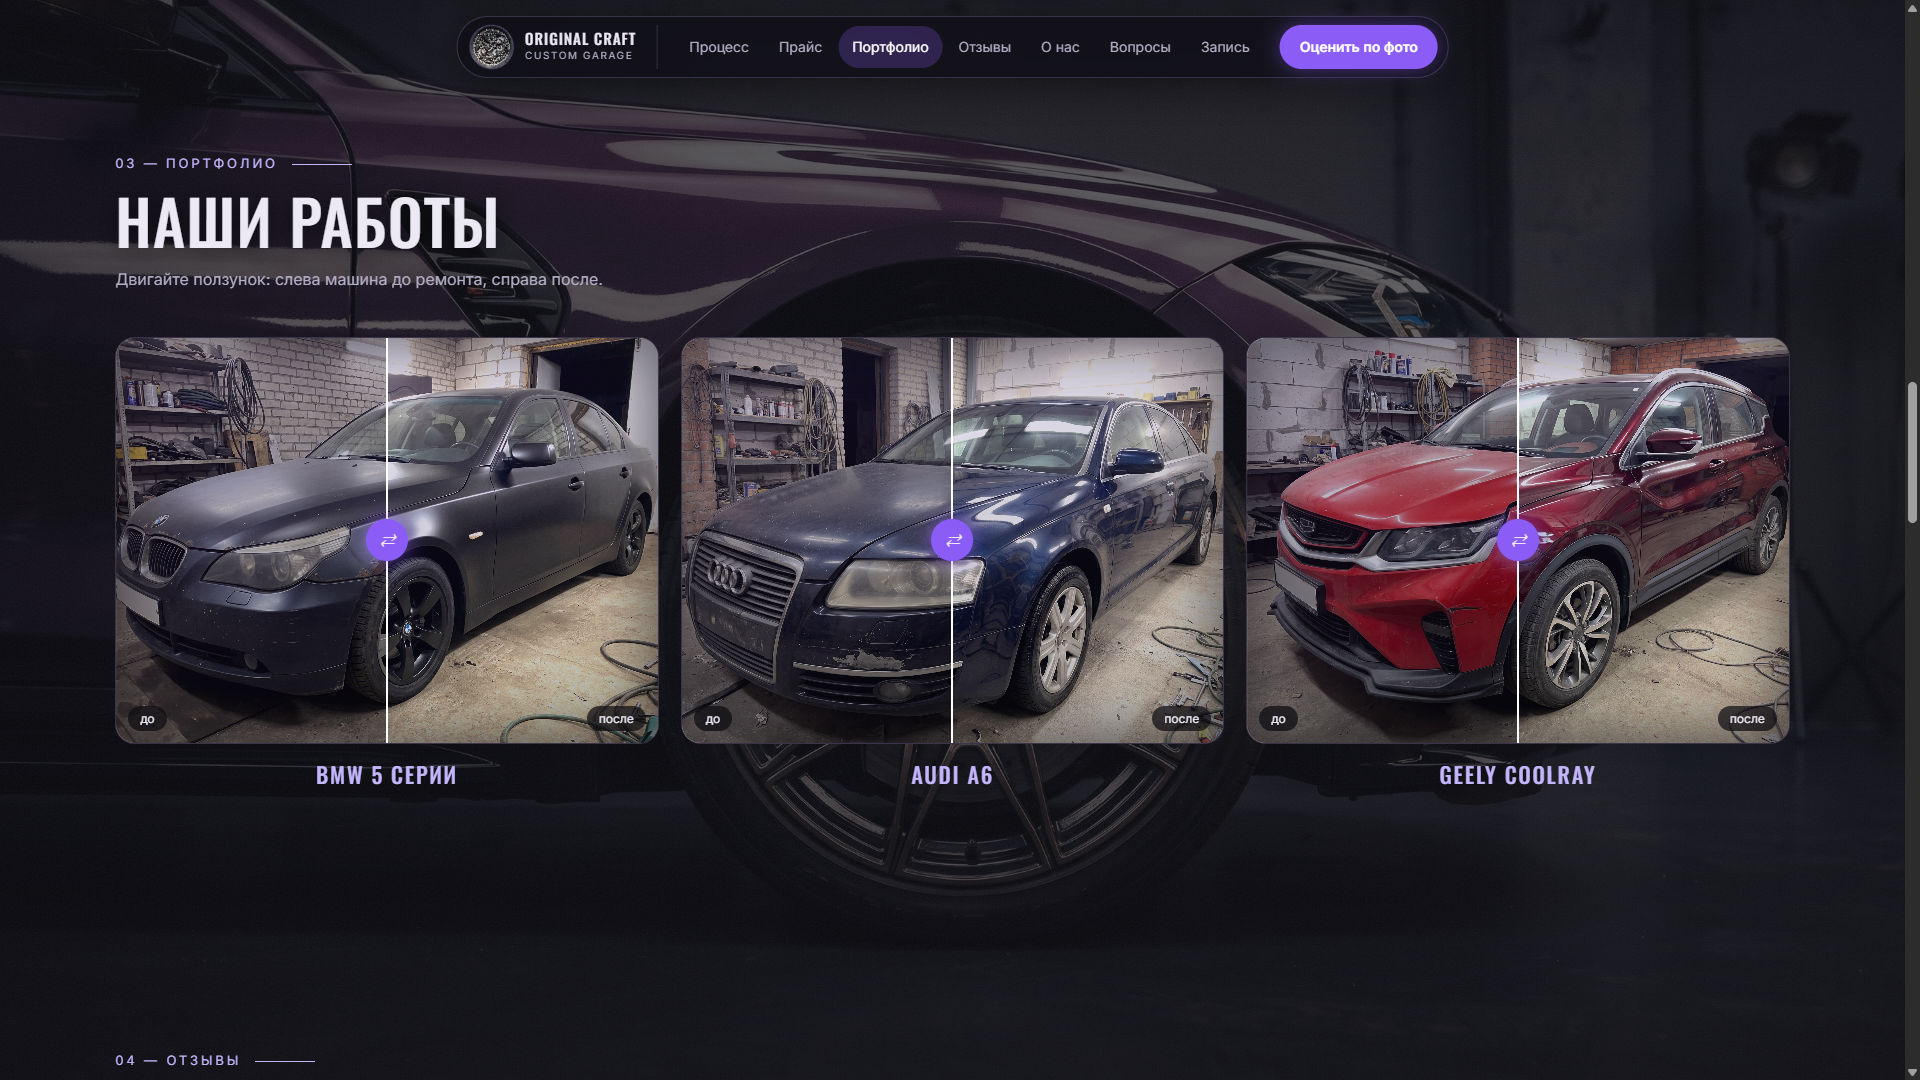 ORIGINAL CRAFT
CUSTOM GARAGE
Процесс
Прайс
Портфолио
Отзывы
О нас
Вопросы
Запись
Оценить по фото
03 — ПОРТФОЛИО
НАШИ РАБОТЫ
Двигайте ползунок: слева машина до ремонта, справа после.
до
после
до
после
до
после
BMW 5 СЕРИИ
AUDI A6
GEELY COOLRAY
04 — ОТЗЫВЫ